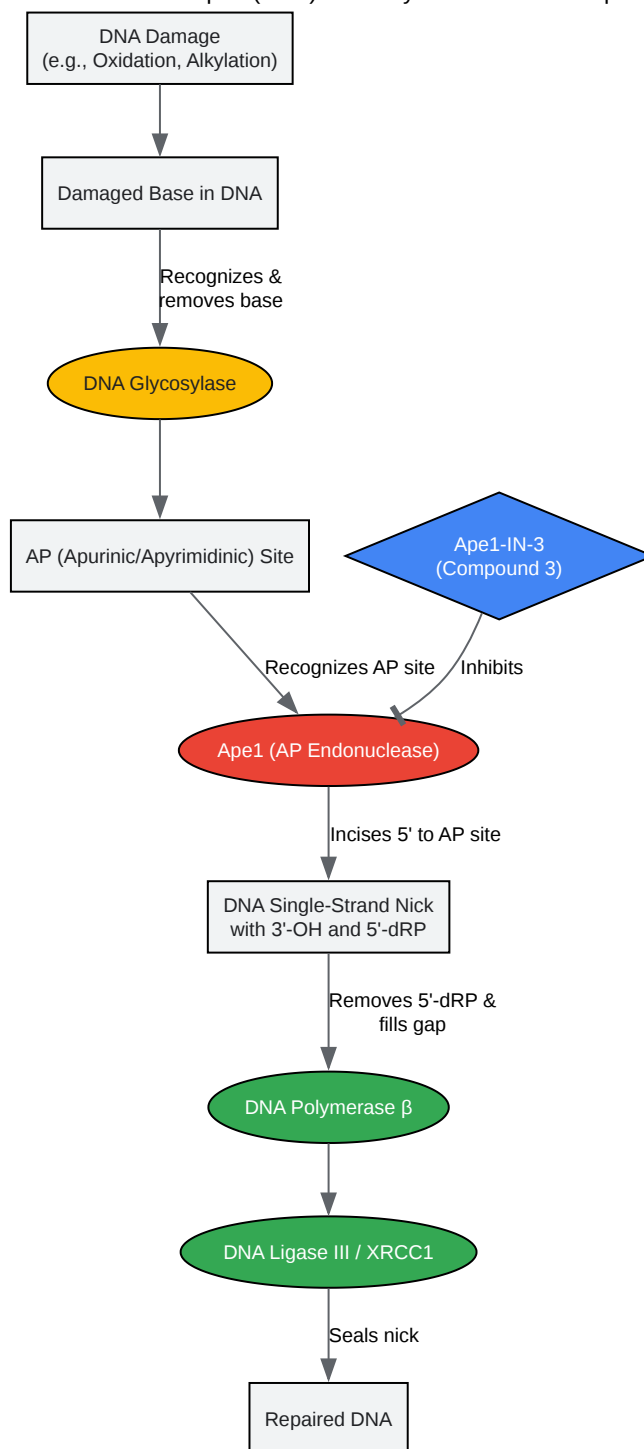 DNA Damage
(e.g., Oxidation, Alkylation)
Damaged Base in DNA
Recognizes &
removes base
DNA Glycosylase
AP (Apurinic/Apyrimidinic) Site
Ape1-IN-3
(Compound 3)
Recognizes AP site
Inhibits
Ape1 (AP Endonuclease)
Incises 5' to AP site
DNA Single-Strand Nick
with 3'-OH and 5'-dRP
Removes 5'-dRP &
fills gap
DNA Polymerase β
DNA Ligase III / XRCC1
Seals nick
Repaired DNA